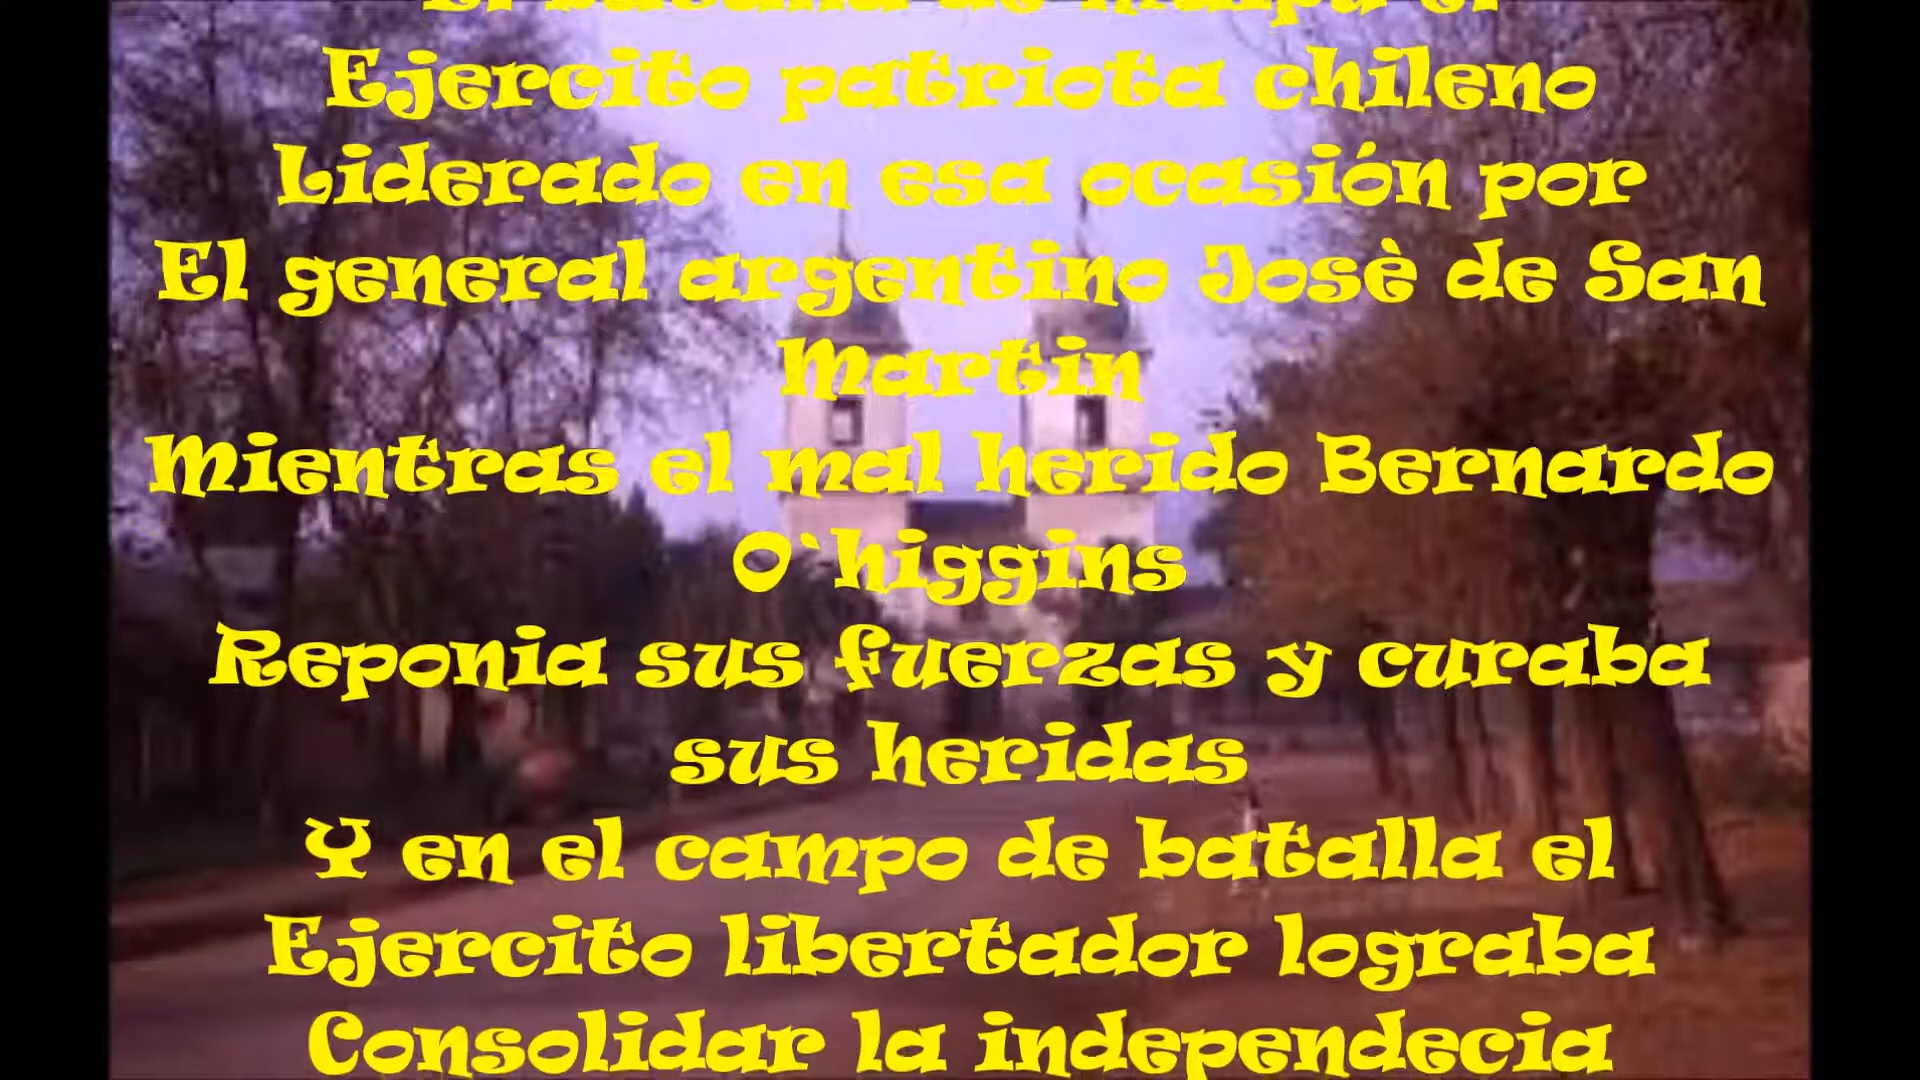 Ejercito patriota chileno
Liderado en esa ocasión por
El general argentino Josè de San
Martin
Mientras el mal herido Bernardo
O`higgins
Reponia sus fuerzas y curaba
sus heridas
Y en el campo de batalla el
Ejercito libertador lograba
Consolidar la independecia